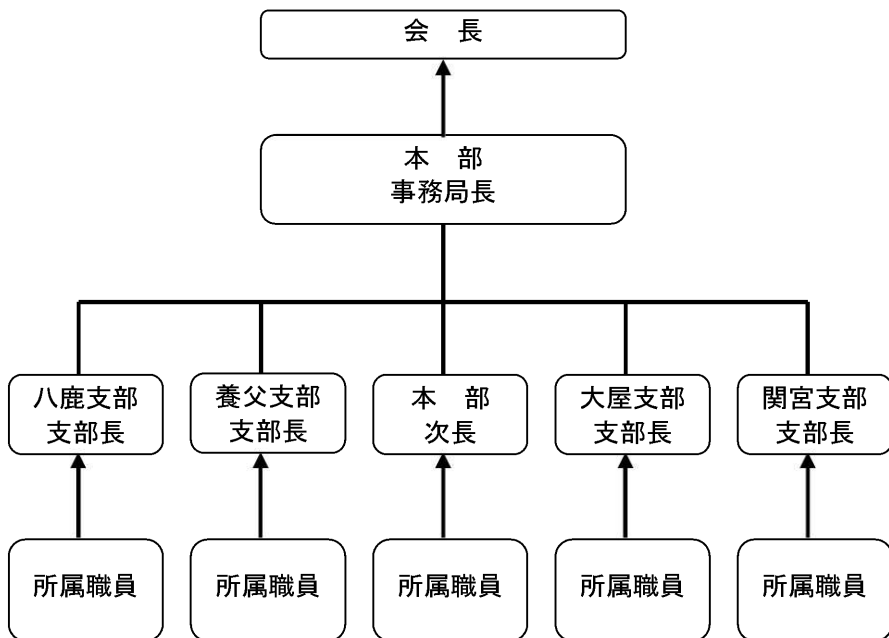 会　長
本　部
事務局長
八鹿支部
支部長
養父支部
支部長
本　部
次長
大屋支部
支部長
関宮支部
支部長
所属職員
所属職員
所属職員
所属職員
所属職員